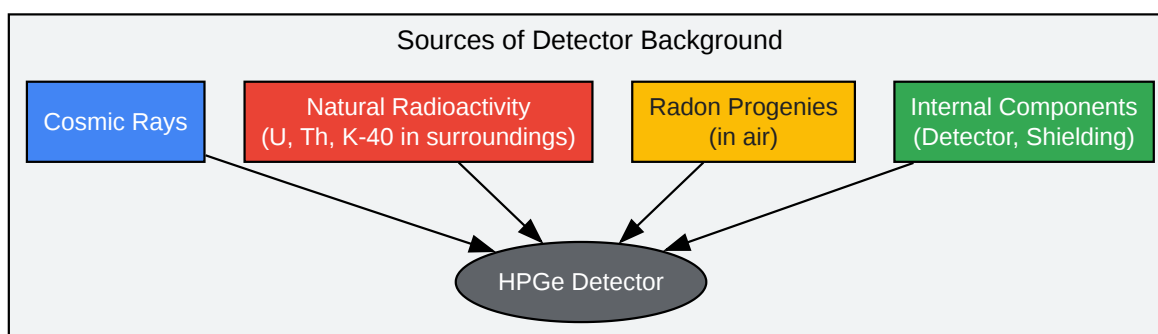 Sources of Detector Background
Cosmic Rays
Natural Radioactivity
(U, Th, K-40 in surroundings)
Radon Progenies
(in air)
Internal Components
(Detector, Shielding)
HPGe Detector